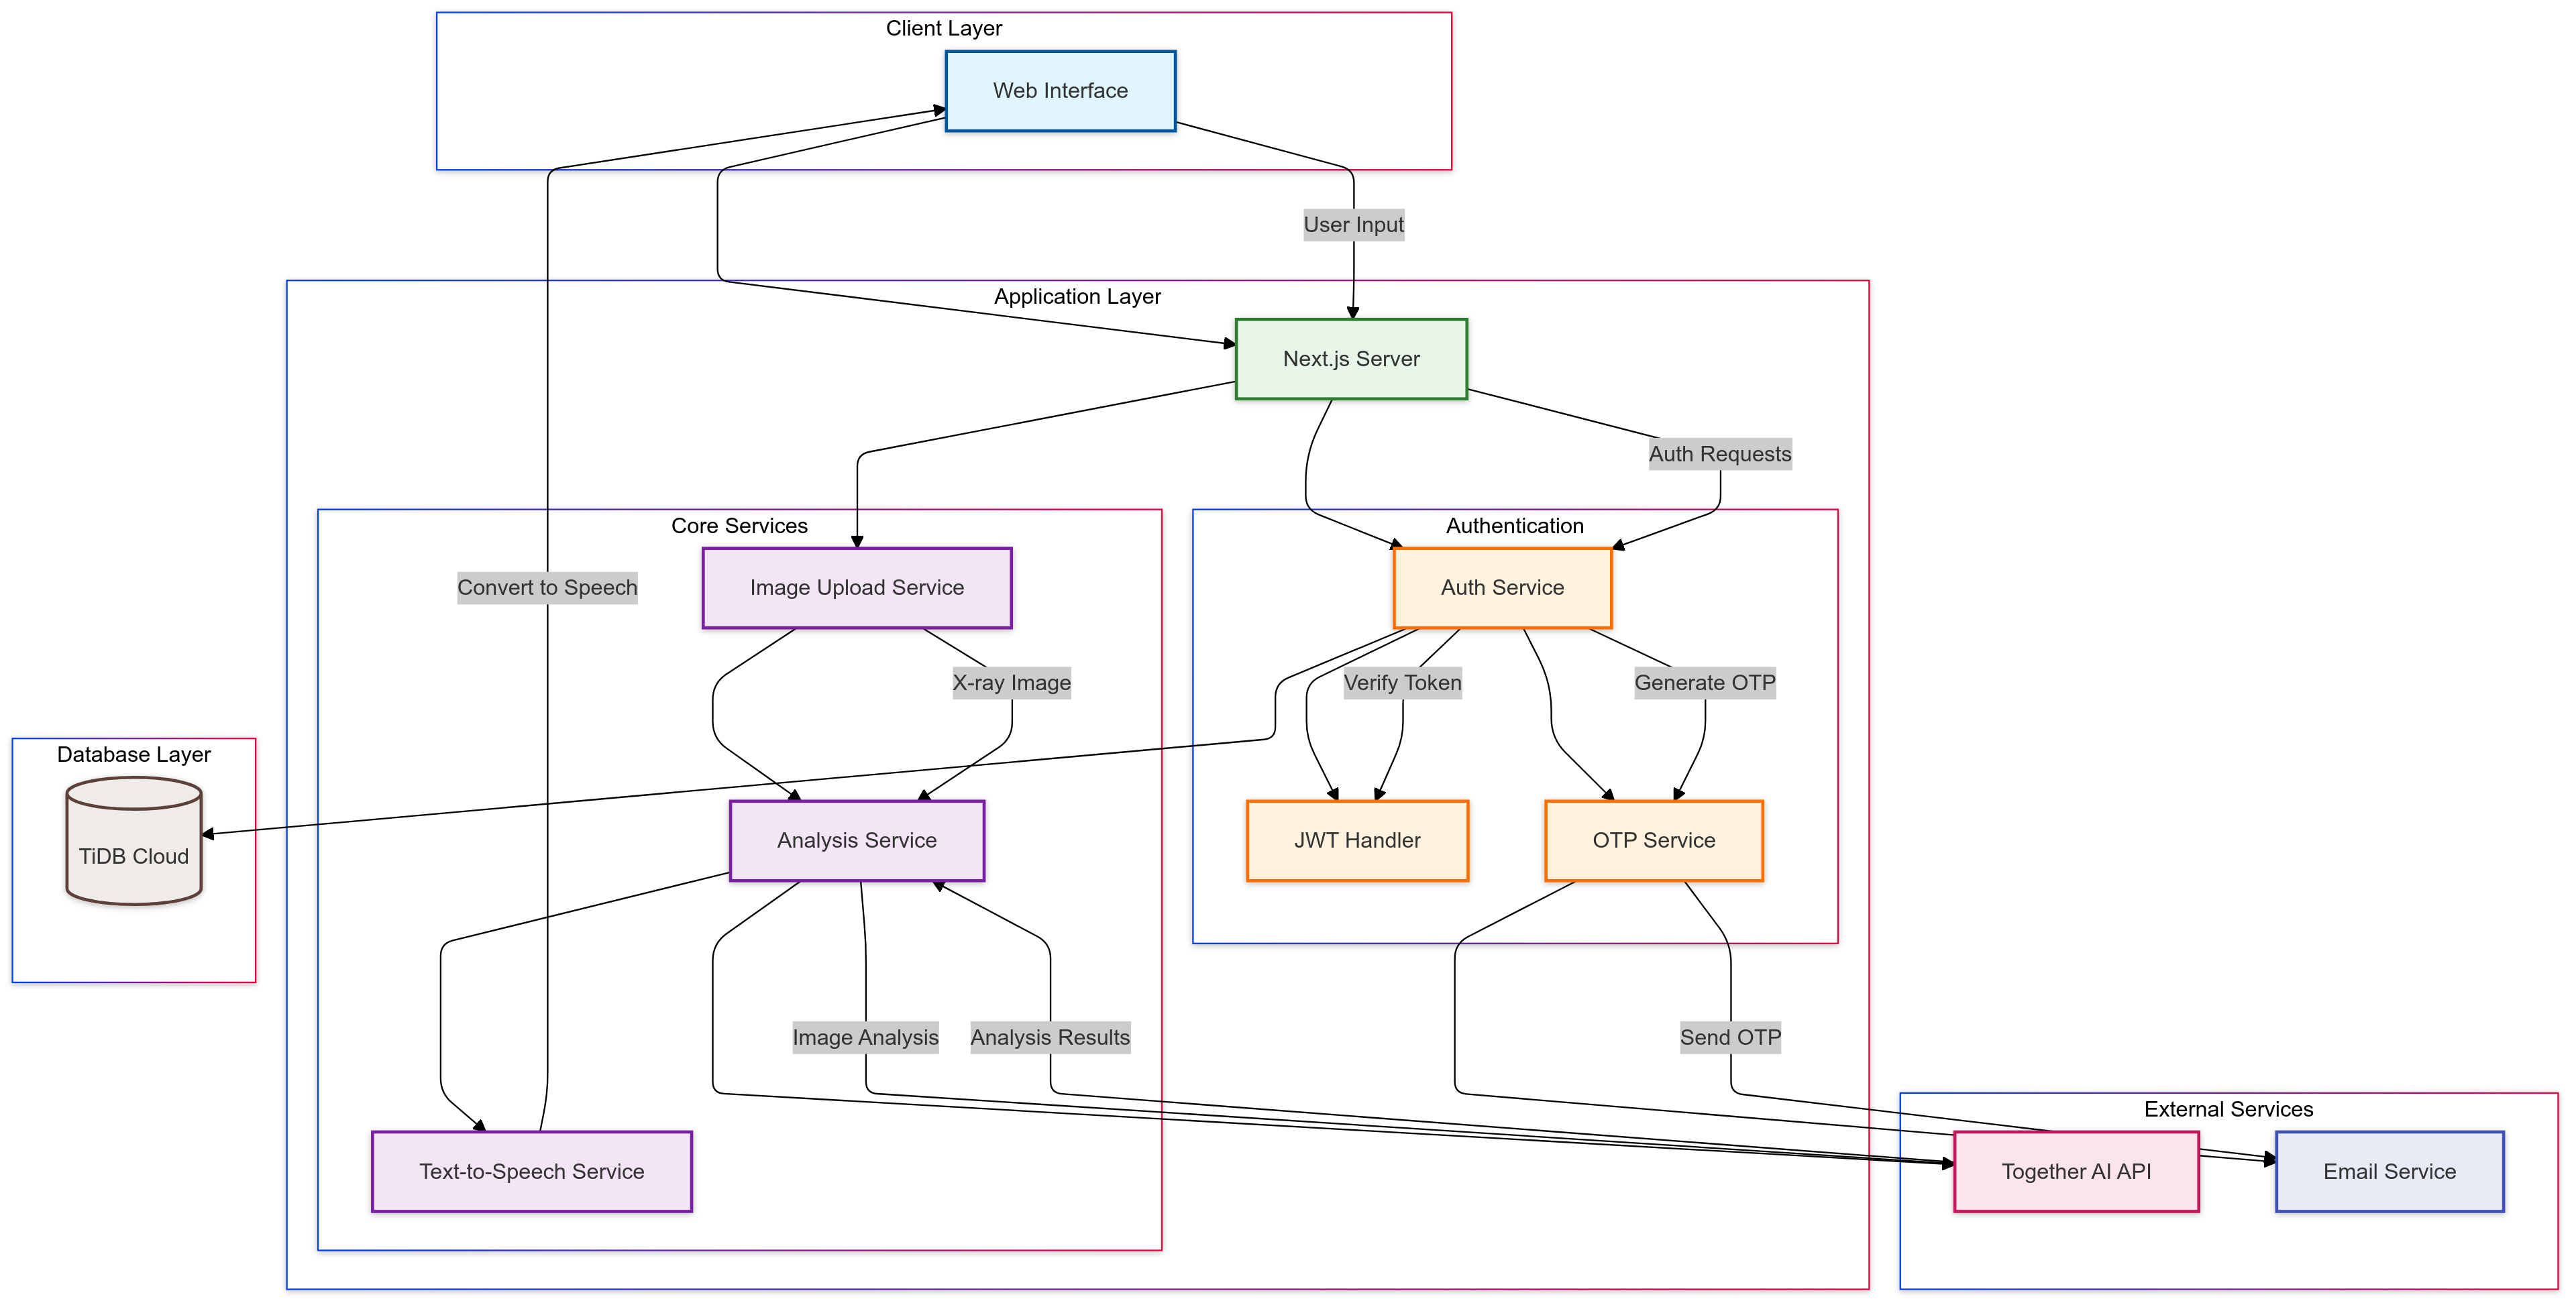 Client Layer
Web Interface
User Input
Application Layer
Next.js Server
Auth Requests
Core Services
Authentication
Convert to Speech
Image Upload Service
Auth Service
X-ray Image
Verify Token
Generate OTP
Database Layer
TiDB Cloud
Analysis Service
JWT Handler
OTP Service
Image Analysis
Analysis Results
Send OTP
External Services
Text-to-Speech Service
Together AI API
Email Service